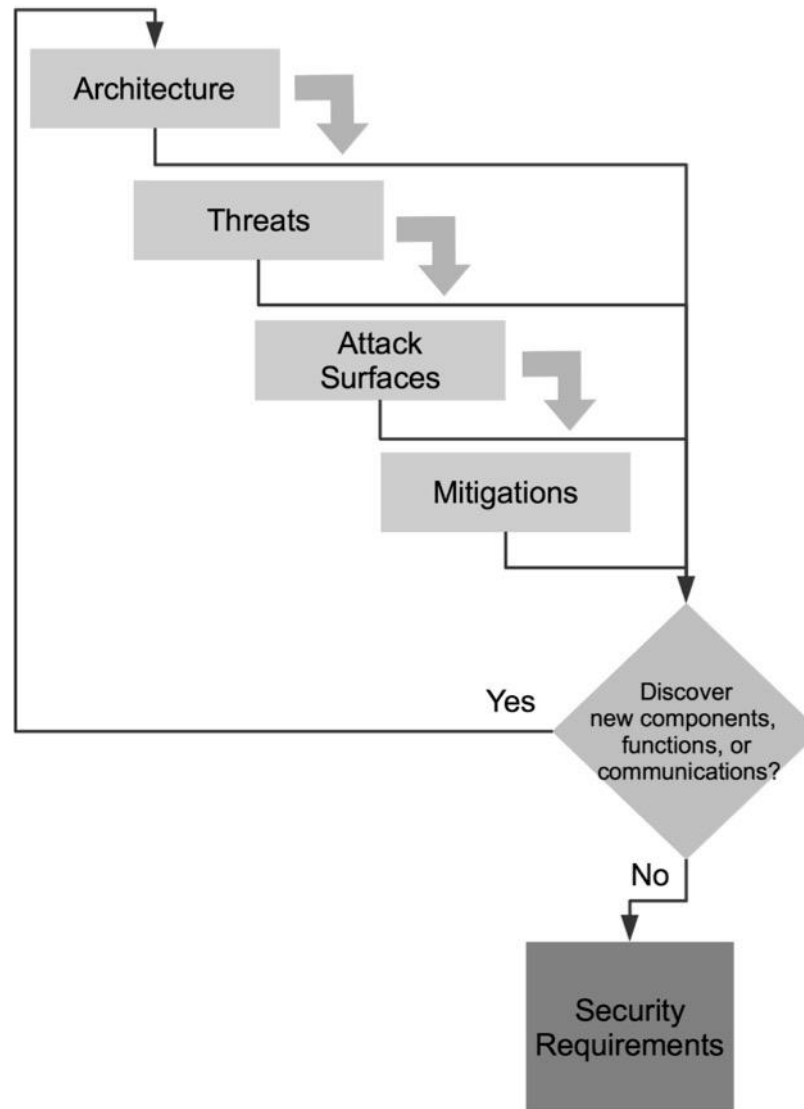 Architecture
Threats
Attack
Surfaces
Mitigations
Yes
Discover
new components,
functions, or
communications?
No
Security
Requirements